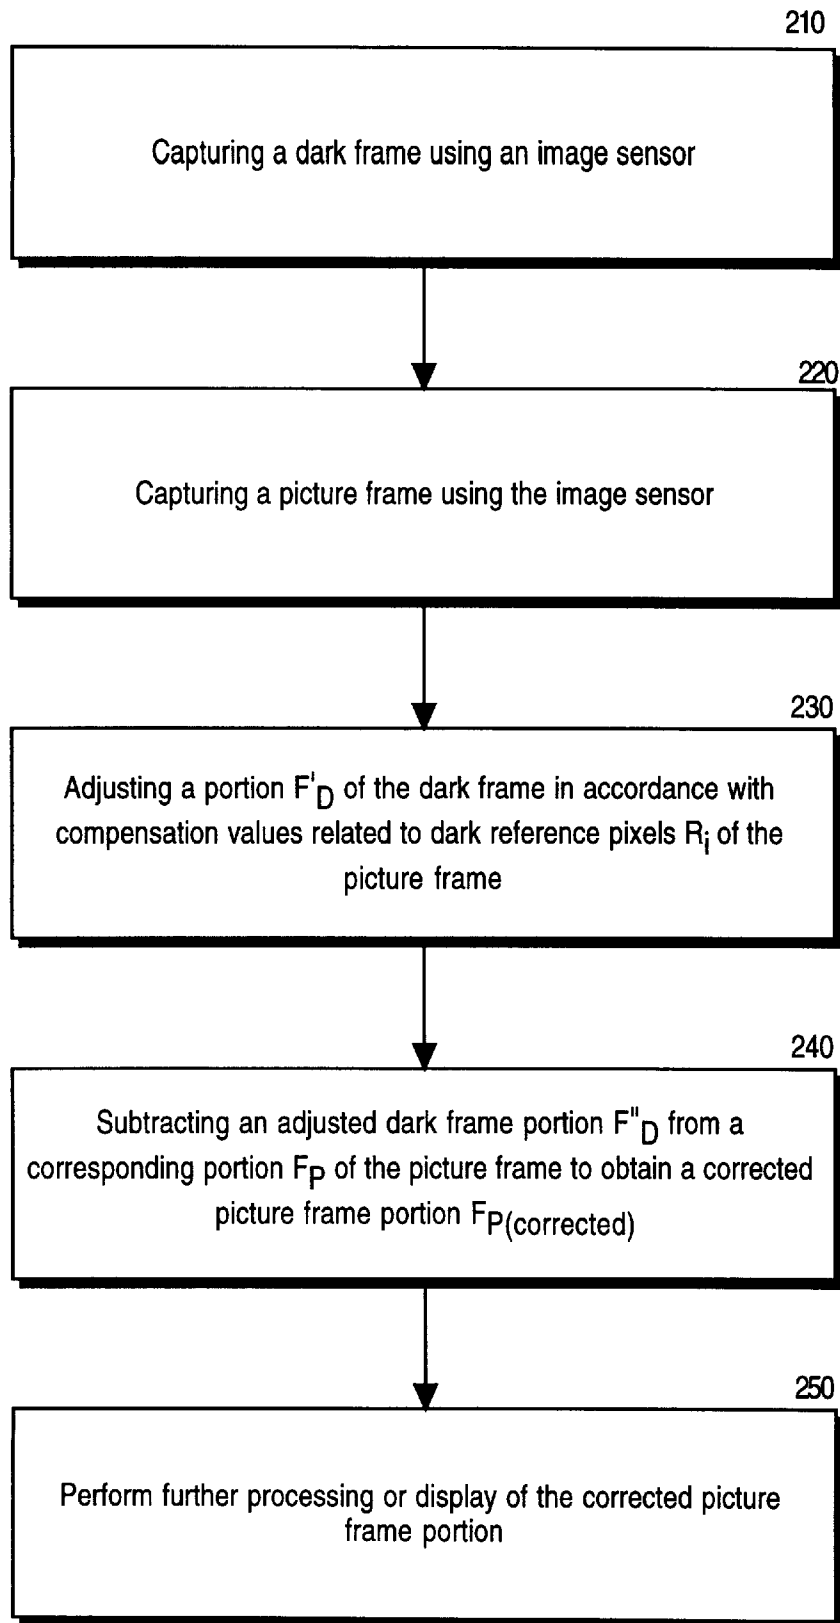 210
Capturing a dark frame using an image sensor
220
Capturing a picture frame using the image sensor
230
Adjusting a portion F'D of the dark frame in accordance with
compensation values related to dark reference pixels Ri of the
picture frame
240
Subtracting an adjusted dark frame portion F"D from a
corresponding portion FP of the picture frame to obtain a corrected
picture frame portion FP(corrected)
250
Perform further processing or display of the corrected picture
frame portion